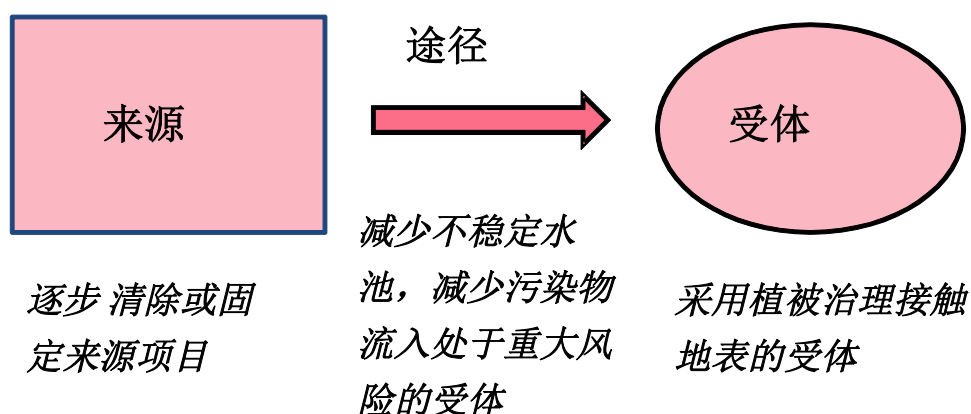 途径
来源
受体
逐步 清除或固
定来源项目
减少不稳定水
池，减少污染物
流入处于重大风
险的受体
采用植被治理接触
地表的受体